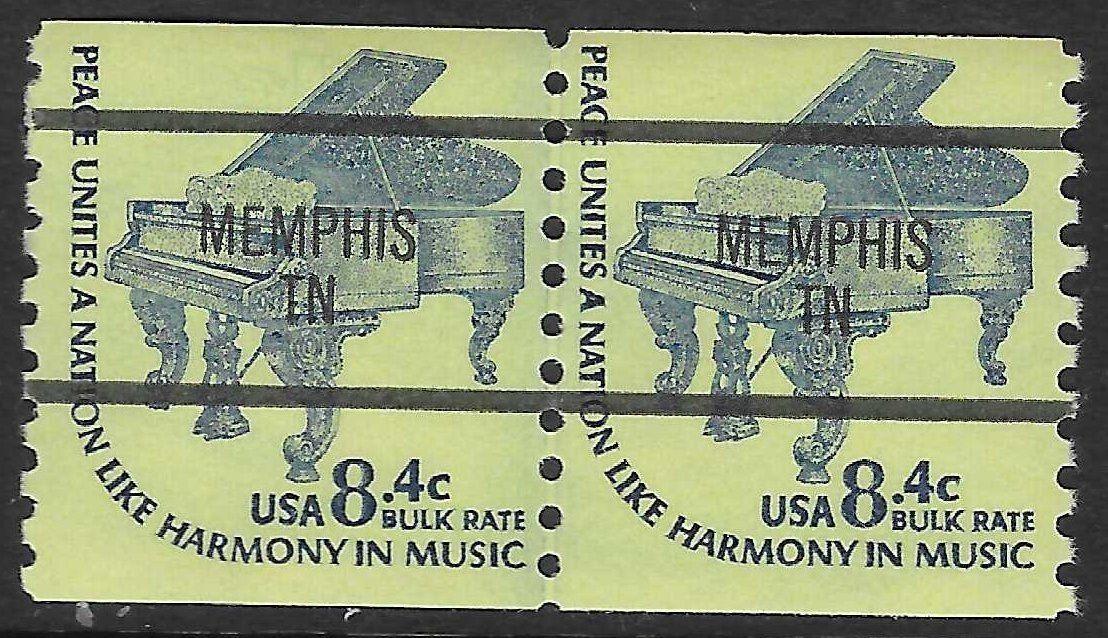 PEACE UNITES A NATION LIKE HARMONY IN MUSIC
MEMPHIS
TN
USA 8.4c
BULK RATE
PEACE UNITES A NATION LIKE HARMONY IN MUSIC
MEMPHIS
TN
USA 8.4c
BULK RATE